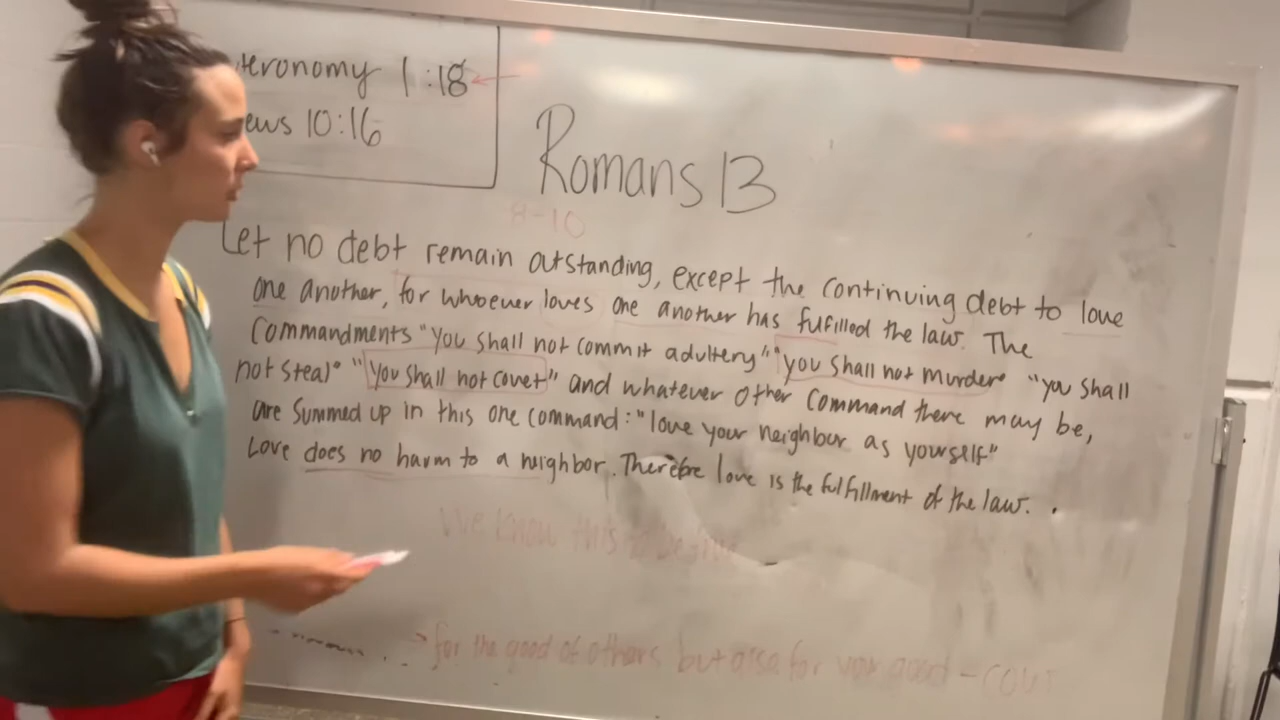 teronomy 1:18
ews 10:16
Romans 13
8-10
Let no debt remain outstanding, except the continuing debt to love
one another, for whoever loves one another has fufilled the law. The
Commandments "you shall not commit adultery" "you shall not murder" "you shall
not steal" "you shall not covet" and whatever other command there may be,
are summed up in this one command: "love your neighbor as yourself"
Love does no harm to a neighbor. Therefore love is the fulfillment of the law.
We know this to be
for the good of others but also for your good -